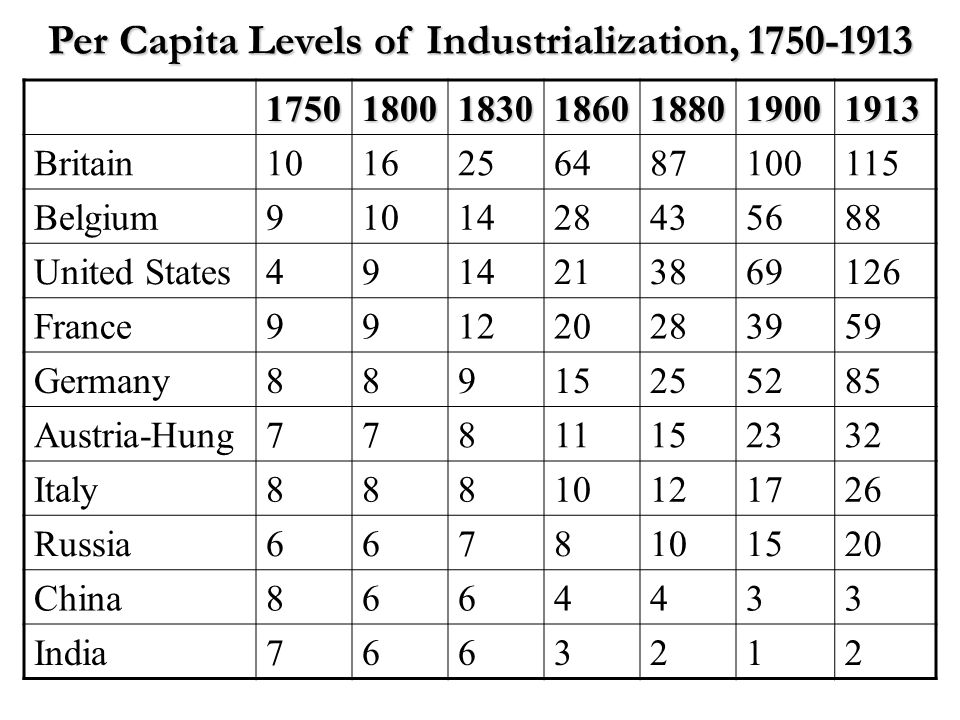 Per Capita Levels of Industrialization, 1750-1913
1750 1800 1830 1860 1880 1900 1913
Britain 10 16 25 64 87 100 115
Belgium 9 10 14 28 43 56 88
United States 4 9 14 21 38 69 126
France 9 9 12 20 28 39 59
Germany 8 8 9 15 25 52 85
Austria-Hung 7 7 8 11 15 23 32
Italy 8 8 8 10 12 17 26
Russia 6 6 7 8 10 15 20
China 8 6 6 4 4 3 3
India 7 6 6 3 2 1 2